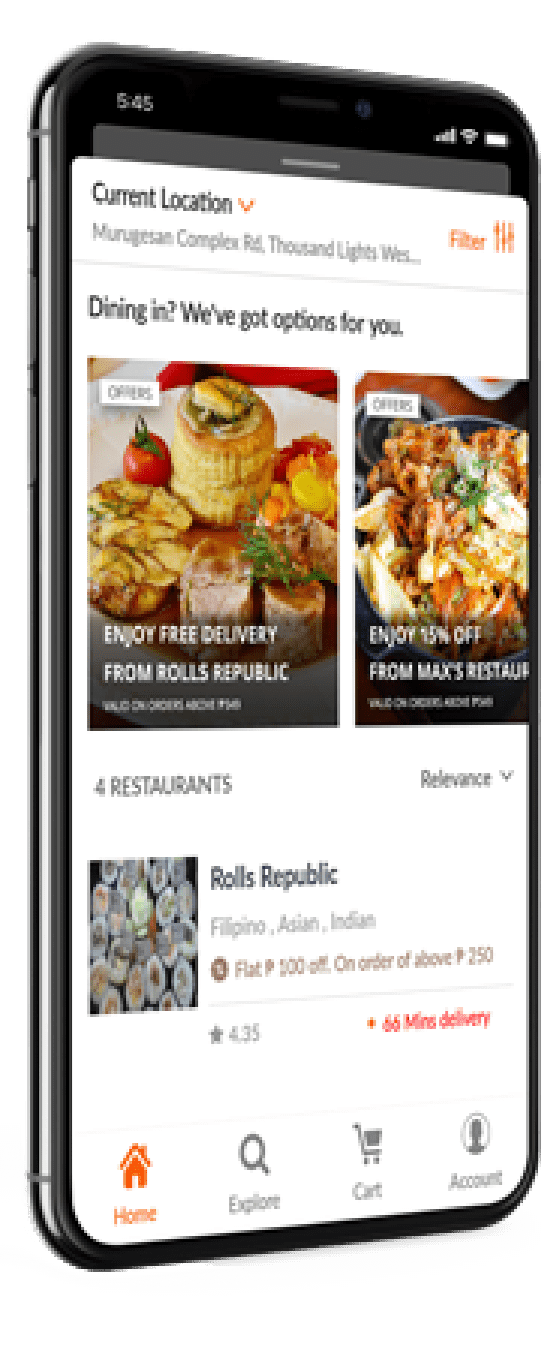 5:45
Current Location
Murugesan Complex Rd, Thousand Lights Wes...
Filter
Dining in? We've got options for you.
OFFERS
ENJOY FREE DELIVERY
FROM ROLLS REPUBLIC
VALID ON ORDERS ABOVE ₱349
OFFERS
ENJOY 15% OFF
FROM MAX'S RESTAUR
VALID ON ORDERS ABOVE ₱349
4 RESTAURANTS
Relevance
Rolls Republic
Filipino , Asian , Indian
Flat ₱ 100 off. On order of above ₱ 250
4.35
66 Mins delivery
Home
Explore
Cart
Account